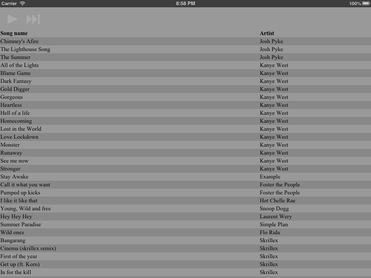 Carrier 8:58 PM 100%
Song name Artist
Chimney's Afire Josh Pyke
The Lighthouse Song Josh Pyke
The Summer Josh Pyke
All of the Lights Kanye West
Blame Game Kanye West
Dark Fantasy Kanye West
Gold Digger Kanye West
Gorgeous Kanye West
Heartless Kanye West
Hell of a life Kanye West
Homecoming Kanye West
Lost in the World Kanye West
Love Lockdown Kanye West
Monster Kanye West
Runaway Kanye West
See me now Kanye West
Stronger Kanye West
Stay Awake Example
Call it what you want Foster the People
Pumped up kicks Foster the People
I like it like that Hot Chelle Rae
Young, Wild and free Snoop Dogg
Hey Hey Hey Laurent Wery
Summer Paradise Simple Plan
Wild ones Flo Rida
Bangarang Skrillex
Cinema (skrillex remix) Skrillex
First of the year Skrillex
Get up (ft. Korn) Skrillex
In for the kill Skrillex